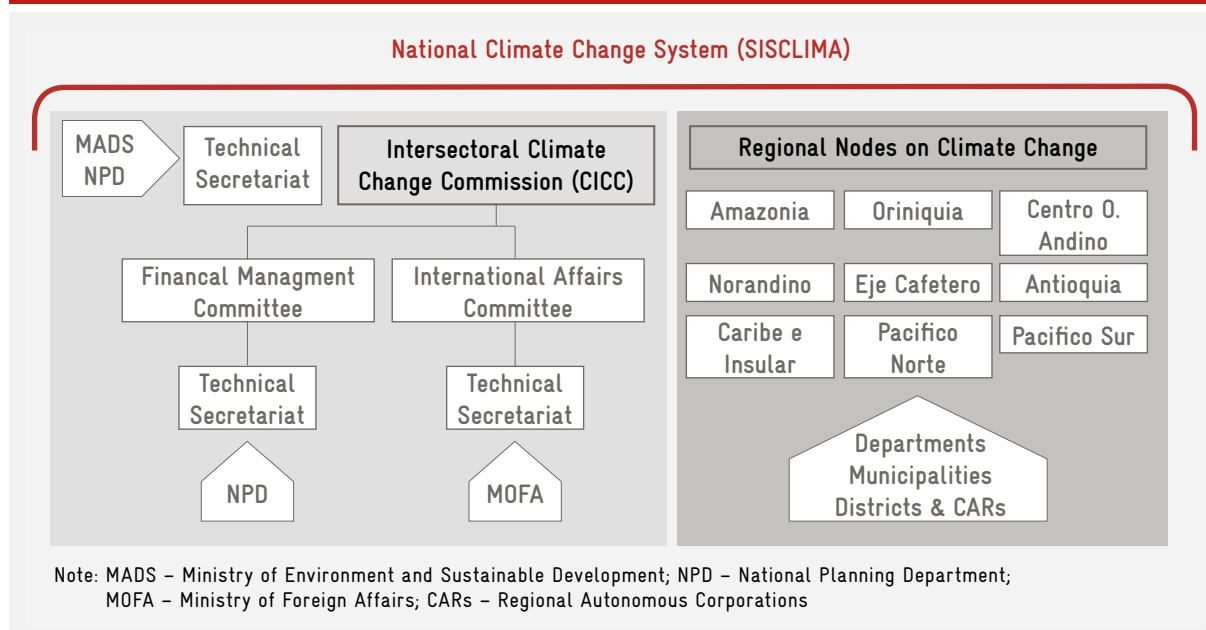 National Climate Change System (SISCLIMA)
MADS
NPD
Technical
Secretariat
Intersectoral Climate
Change Commission (CICC)
Financal Managment
Committee
International Affairs
Committee
Technical
Secretariat
Technical
Secretariat
NPD
MOFA
Regional Nodes on Climate Change
Amazonia
Oriniquia
Centro O.
Andino
Norandino
Eje Cafetero
Antioquia
Caribe e
Insular
Pacifico
Norte
Pacifico Sur
Departments
Municipalities
Districts & CARs
Note: MADS – Ministry of Environment and Sustainable Development; NPD – National Planning Department;
MOFA – Ministry of Foreign Affairs; CARs – Regional Autonomous Corporations